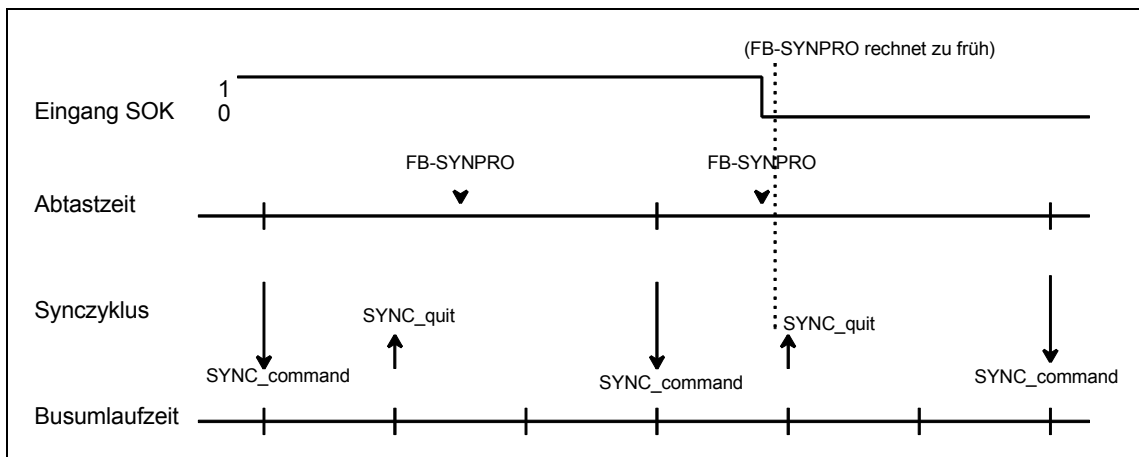 (FB-SYNPRO rechnet zu früh)
1
Eingang SOK
0
FB-SYNPRO
FB-SYNPRO
Abtastzeit
Synczyklus
SYNC_quit
SYNC_quit
SYNC_command
SYNC_command
SYNC_command
Busumlaufzeit